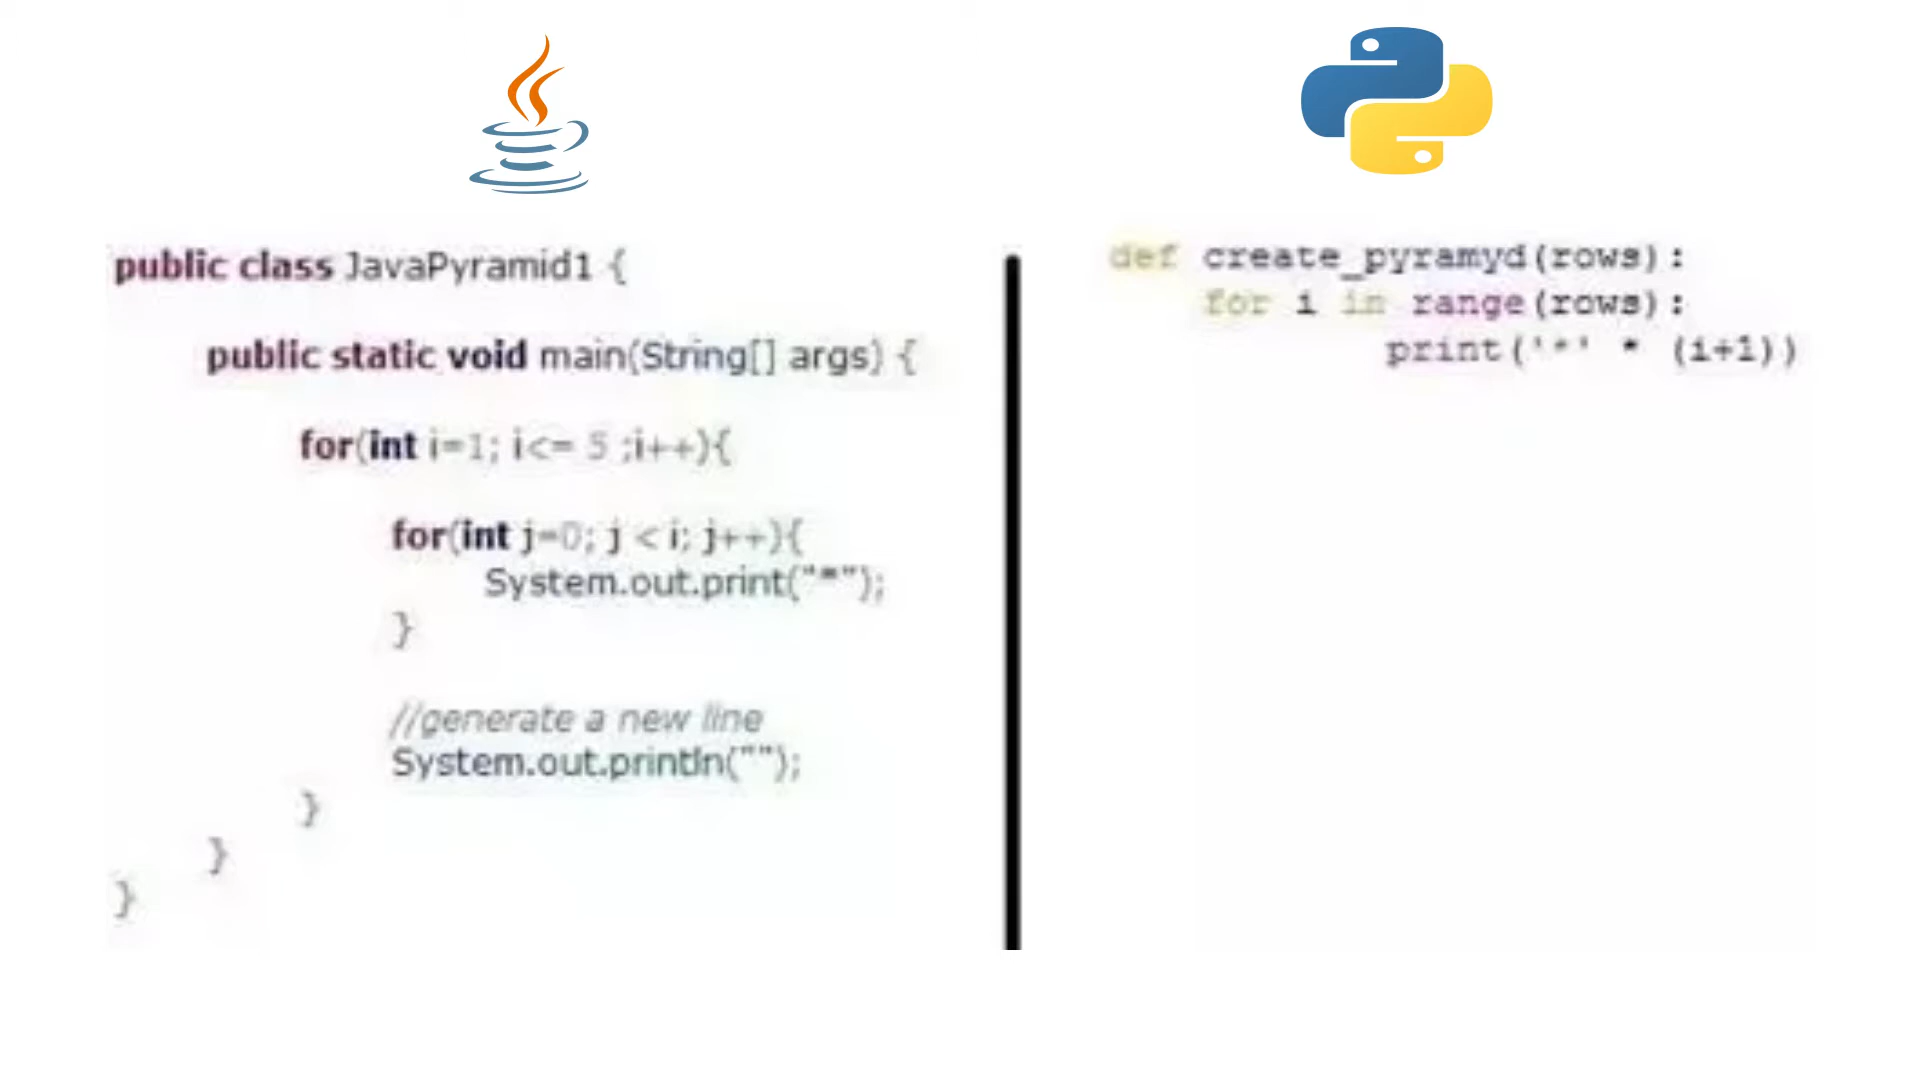 public class JavaPyramid1 {
public static void main(String[] args) {
for(int i=1; i<= 5 ;i++){
for(int j=0; j < i; j++){
System.out.print("*");
}
//generate a new line
System.out.println("");
}
}
}
def create_pyramyd(rows):
for i in range(rows):
print('*' * (i+1))